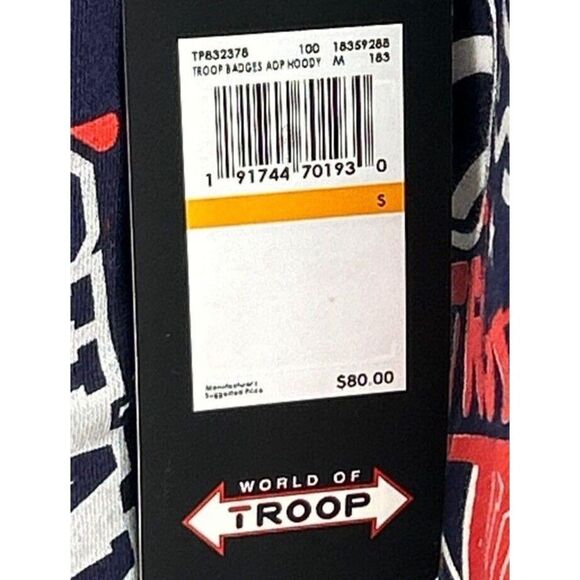 TP832378 100 18359288
TROOP BADGES AOP HOODY M 183
1 91744 70193 0
S
Manufacturer's
Suggested Price
$80.00
WORLD OF
TROOP